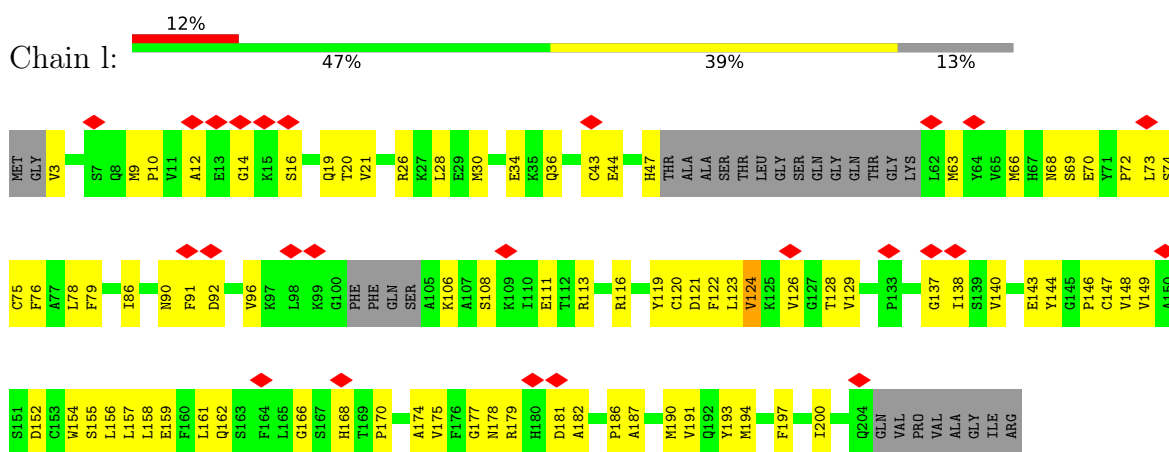 12%
Chain l:
47% 39% 13%
MET GLY V3 S7 Q8 M9 P10 V11 A12 E13 G14 K15 S16 Q19 T20 V21 R26 K27 L28 E29 M30 E34 K35 Q36 C43 E44 H47 THR ALA ALA SER THR LEU GLY SER GLN GLY GLN THR GLY LYS L62 M63 Y64 V65 M66 H67 N68 S69 E70 Y71 P72 L73 S74
C75 F76 A77 L78 F79 I86 N90 F91 D92 V96 K97 L98 K99 G100 PHE PHE GLN SER A105 K106 A107 S108 K109 I110 E111 T112 R113 R116 Y119 C120 D121 F122 L123 V124 K125 V126 G127 T128 V129 P133 G137 I138 S139 V140 E143 Y144 G145 P146 C147 V148 V149 A150
S151 D152 C153 W154 S155 L156 L157 L158 E159 F160 L161 Q162 S163 F164 L165 G166 S167 H168 T169 P170 A174 V175 F176 G177 N178 R179 H180 D181 A182 P186 A187 M190 V191 Q192 Y193 M194 F197 I200 Q204 GLN VAL PRO VAL ALA GLY ILE ARG